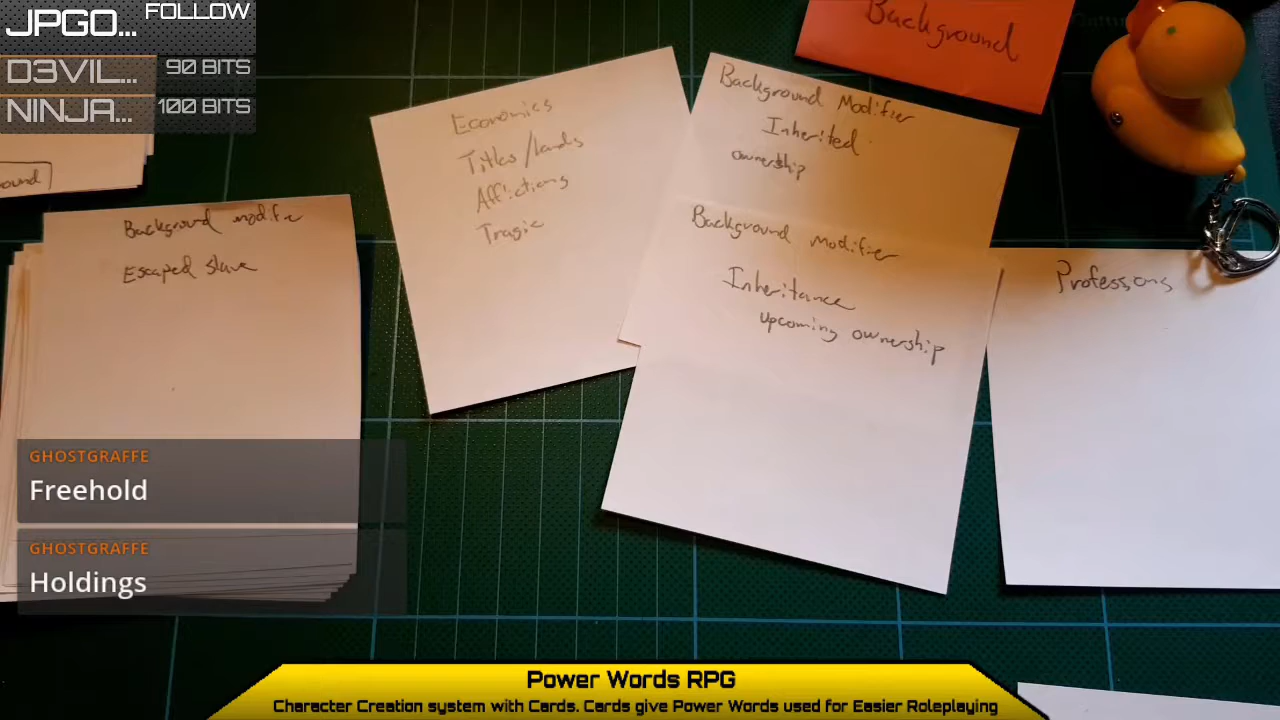 JPGO...
FOLLOW
D3VIL...
90 BITS
NINJA...
100 BITS
ound
Background modifie
Escaped slave
Economics
Titles/lands
Afflictions
Tragic
Background Modifier
Inherited
ownership
Background modifier
Inheritance
upcoming ownership
Background
Professions
GHOSTGRAFFE
Freehold
GHOSTGRAFFE
Holdings
Power Words RPG
Character Creation system with Cards. Cards give Power Words used for Easier Roleplaying